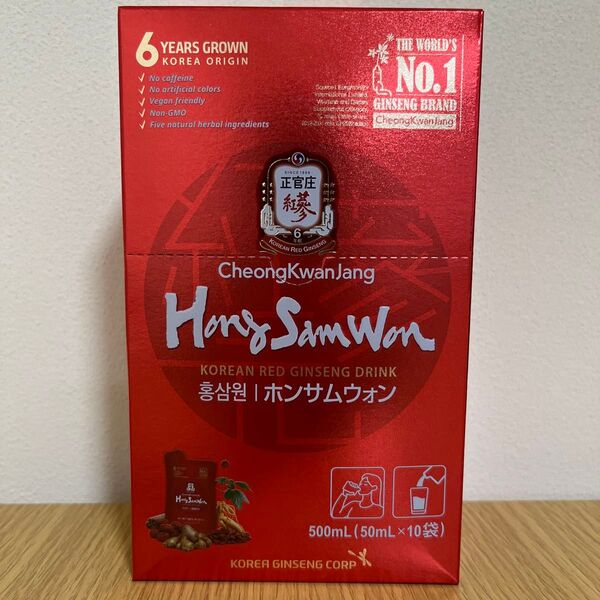 6 YEARS GROWN
KOREA ORIGIN
No caffeine
No artificial colors
Vegan friendly
Non-GMO
Five natural herbal ingredients
THE WORLD'S
NO.1
GINSENG BRAND
CheongKwanJang
SINCE 1899
正官庄
紅蔘
6
KOREAN RED GINSENG
CheongKwanJang
Hong Sam Won
KOREAN RED GINSENG DRINK
홍삼원 | ホンサムウォン
Hong Sam Won
500mL (50mL×10袋)
KOREA GINSENG CORP